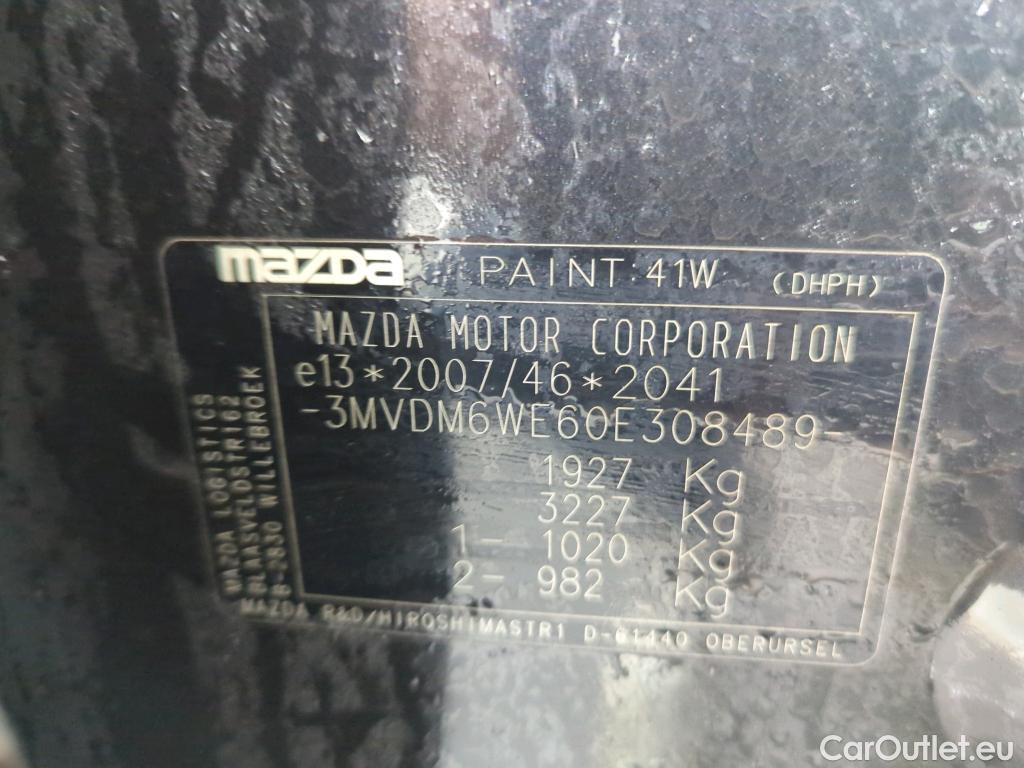 mazda PAINT:41W (DHPH)
MAZDA MOTOR CORPORATION
e13*2007/46*2041
-3MVDM6WE60E308489-
1927 Kg
3227 Kg
1- 1020 Kg
2- 982 Kg
MAZDA LOGISTICS
BLAASVELDSTR162
B-2830 WILLEBROEK
MAZDA R&D/HIROSHIMASTR1 D-61440 OBERURSEL
CarOutlet.eu